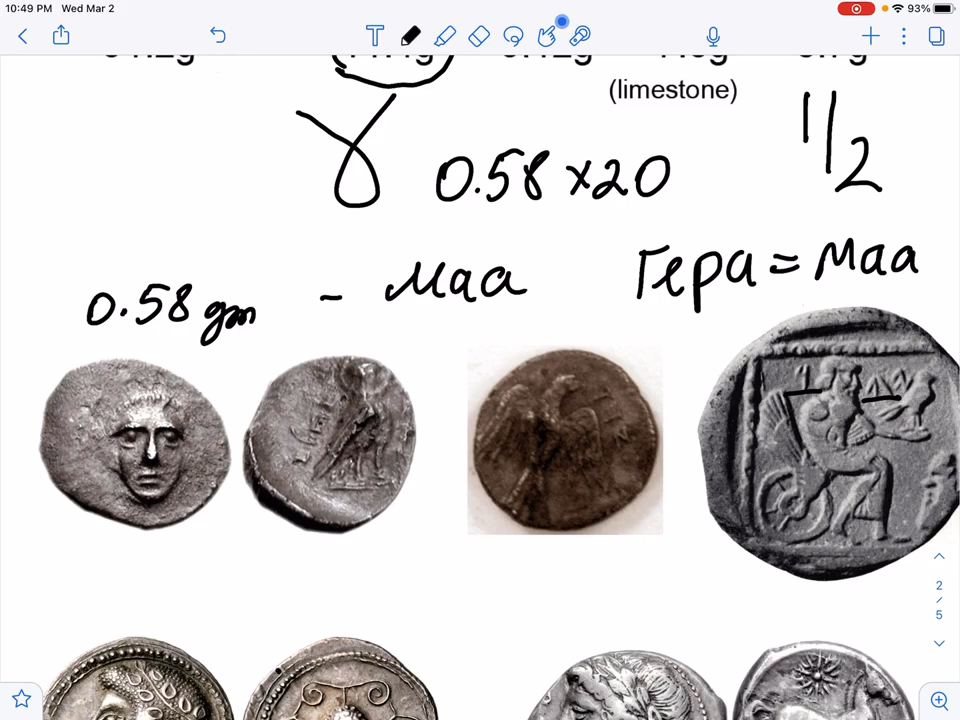 10:49 PM Wed Mar 2
93%
(limestone)
0.58 x 20
1/2
0.58 gm - маа
Гера = маа
2
/
5